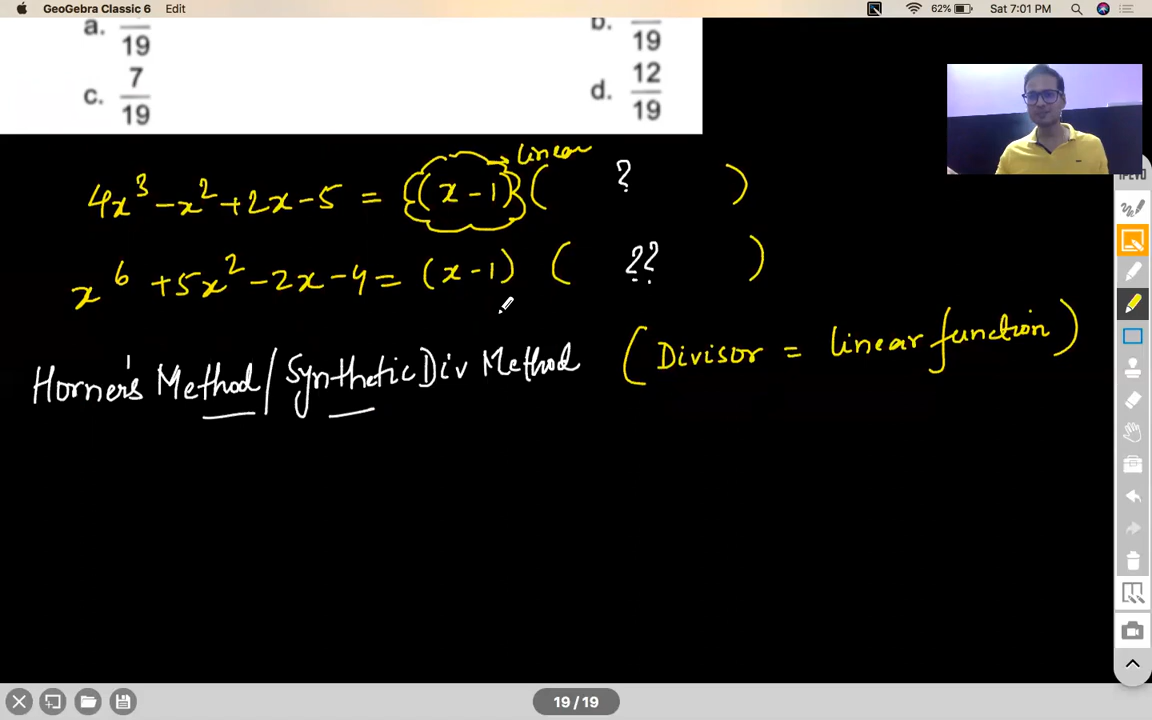 GeoGebra Classic 6 Edit 62% Sat 7:01 PM
a. 19 b. 19
c. 7/19 d. 12/19
4x³ - x² + 2x - 5 = (x - 1) ( ? )
→ linear
x⁶ + 5x² - 2x - 4 = (x - 1) ( ?? )
Horner's Method / Synthetic Div Method (Divisor = linear function)
19 / 19